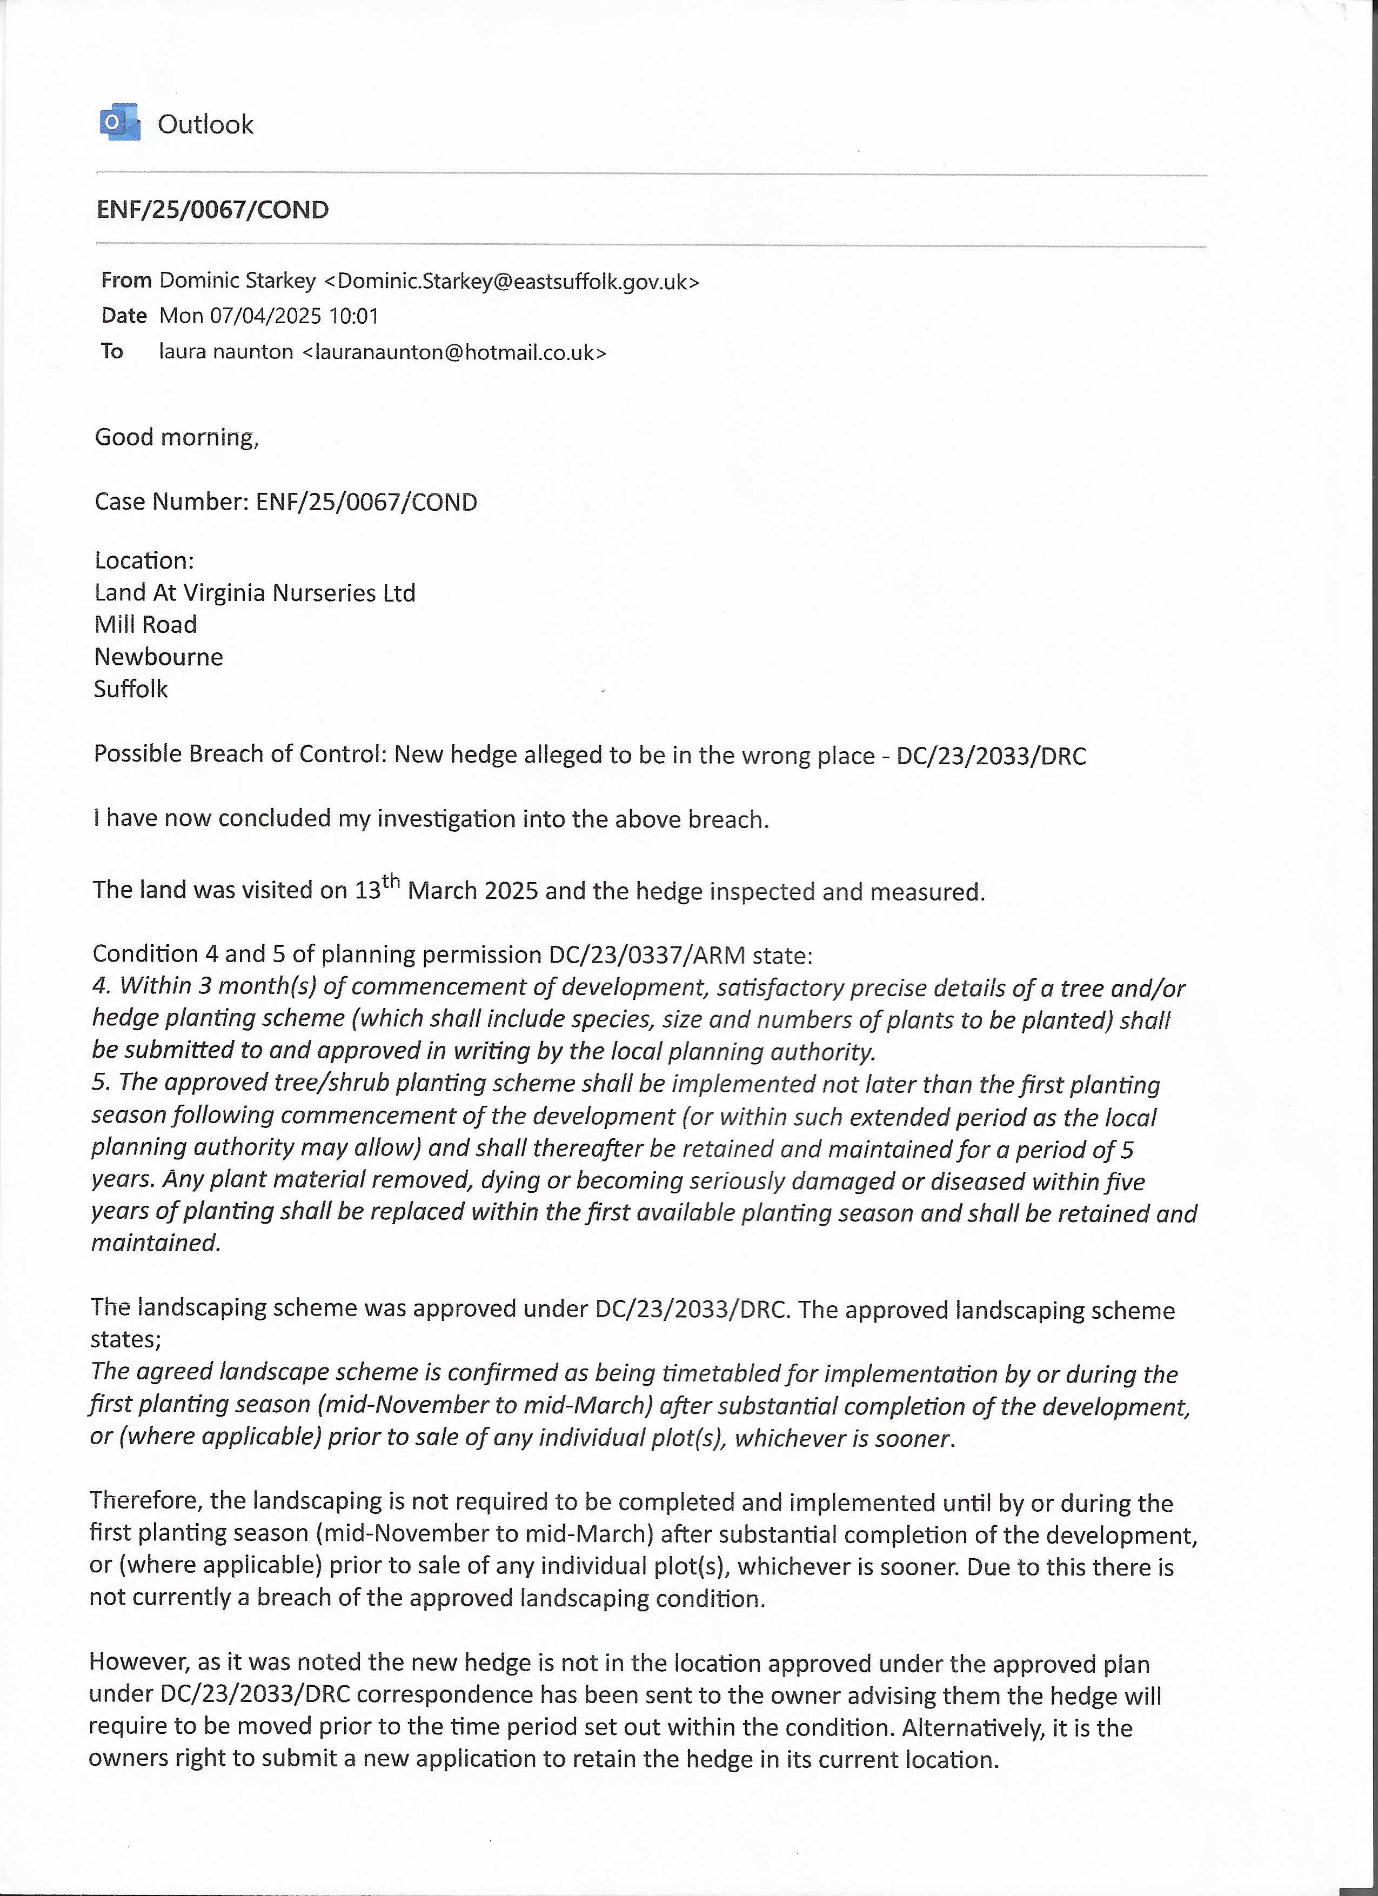 Outlook
ENF/25/0067/COND
From Dominic Starkey <Dominic.Starkey@eastsuffolk.gov.uk>
Date Mon 07/04/2025 10:01
To laura naunton <lauranaunton@hotmail.co.uk>
Good morning,
Case Number: ENF/25/0067/COND
Location:
Land At Virginia Nurseries Ltd
Mill Road
Newbourne
Suffolk
Possible Breach of Control: New hedge alleged to be in the wrong place - DC/23/2033/DRC
I have now concluded my investigation into the above breach.
The land was visited on 13th March 2025 and the hedge inspected and measured.
Condition 4 and 5 of planning permission DC/23/0337/ARM state:
4. Within 3 month(s) of commencement of development, satisfactory precise details of a tree and/or
hedge planting scheme (which shall include species, size and numbers of plants to be planted) shall
be submitted to and approved in writing by the local planning authority.
5. The approved tree/shrub planting scheme shall be implemented not later than the first planting
season following commencement of the development (or within such extended period as the local
planning authority may allow) and shall thereafter be retained and maintained for a period of 5
years. Any plant material removed, dying or becoming seriously damaged or diseased within five
years of planting shall be replaced within the first available planting season and shall be retained and
maintained.
The landscaping scheme was approved under DC/23/2033/DRC. The approved landscaping scheme
states;
The agreed landscape scheme is confirmed as being timetabled for implementation by or during the
first planting season (mid-November to mid-March) after substantial completion of the development,
or (where applicable) prior to sale of any individual plot(s), whichever is sooner.
Therefore, the landscaping is not required to be completed and implemented until by or during the
first planting season (mid-November to mid-March) after substantial completion of the development,
or (where applicable) prior to sale of any individual plot(s), whichever is sooner. Due to this there is
not currently a breach of the approved landscaping condition.
However, as it was noted the new hedge is not in the location approved under the approved plan
under DC/23/2033/DRC correspondence has been sent to the owner advising them the hedge will
require to be moved prior to the time period set out within the condition. Alternatively, it is the
owners right to submit a new application to retain the hedge in its current location.